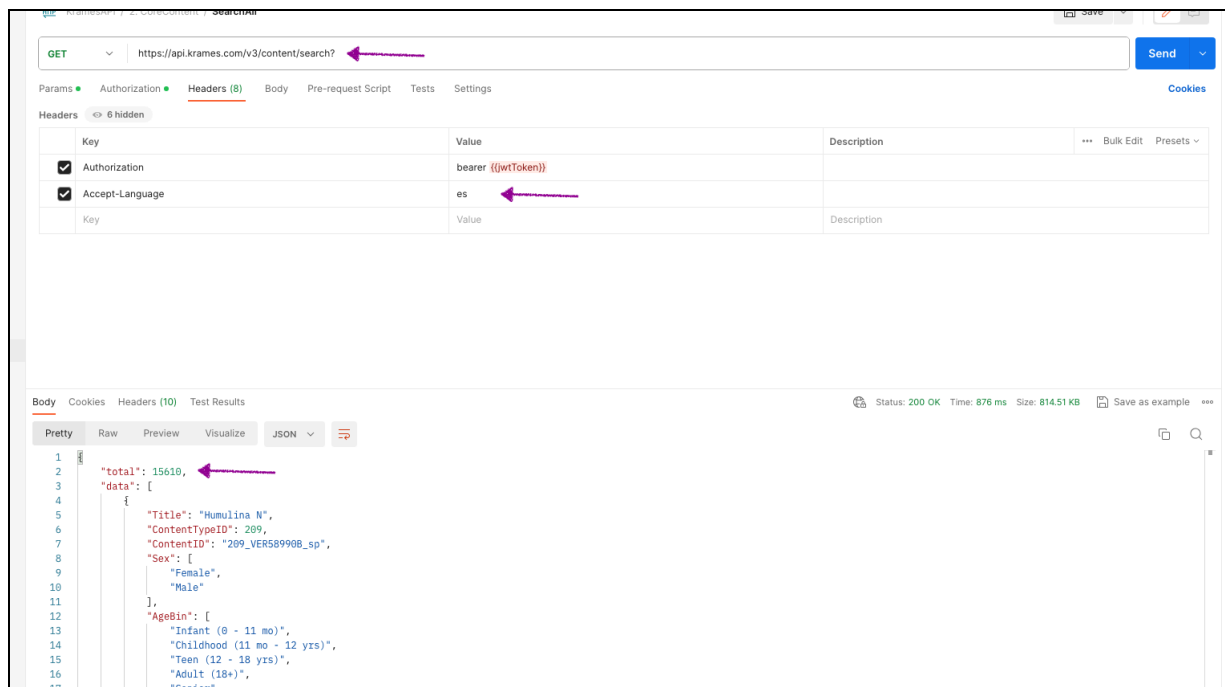 KramesAPI / 2. CoreContent / SearchAll Save
GET https://api.krames.com/v3/content/search? Send
Params Authorization Headers (8) Body Pre-request Script Tests Settings Cookies
Headers 6 hidden
Key Value Description ••• Bulk Edit Presets
Authorization bearer {{jwtToken}}
Accept-Language es
Key Value Description
Body Cookies Headers (10) Test Results Status: 200 OK Time: 876 ms Size: 814.51 KB Save as example
Pretty Raw Preview Visualize JSON
1 {
2 "total": 15610,
3 "data": [
4 {
5 "Title": "Humulina N",
6 "ContentTypeID": 209,
7 "ContentID": "209_VER58990B_sp",
8 "Sex": [
9 "Female",
10 "Male"
11 ],
12 "AgeBin": [
13 "Infant (0 - 11 mo)",
14 "Childhood (11 mo - 12 yrs)",
15 "Teen (12 - 18 yrs)",
16 "Adult (18+)",
17 "Senior"